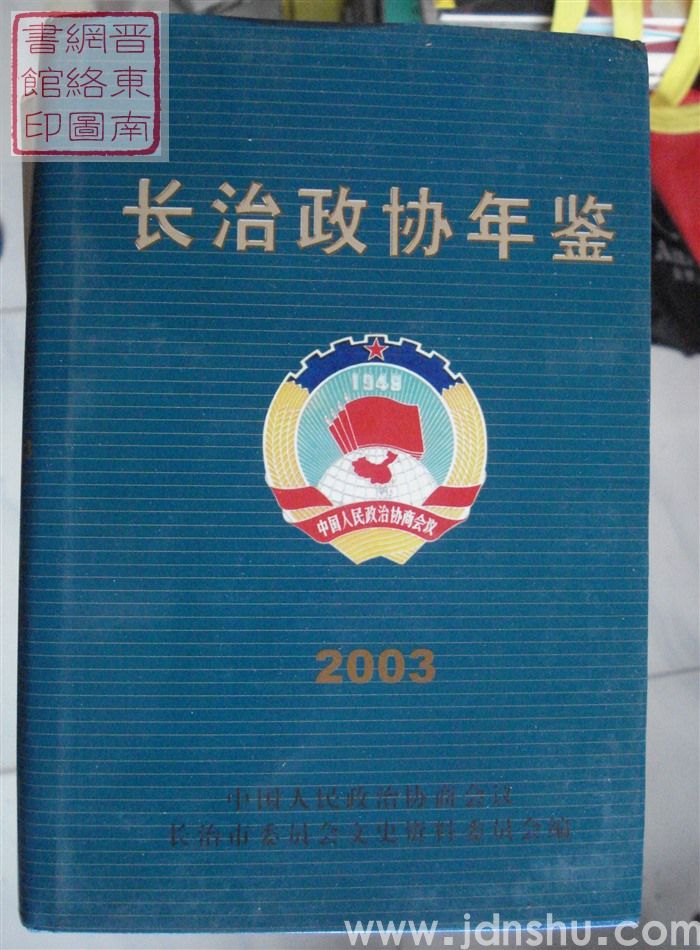 晋東南
網絡圖
書館印
长治政协年鉴
1949
中国人民政治协商会议
2003
中国人民政治协商会议
长治市委员会文史资料委员会编
www.jdnshu.com